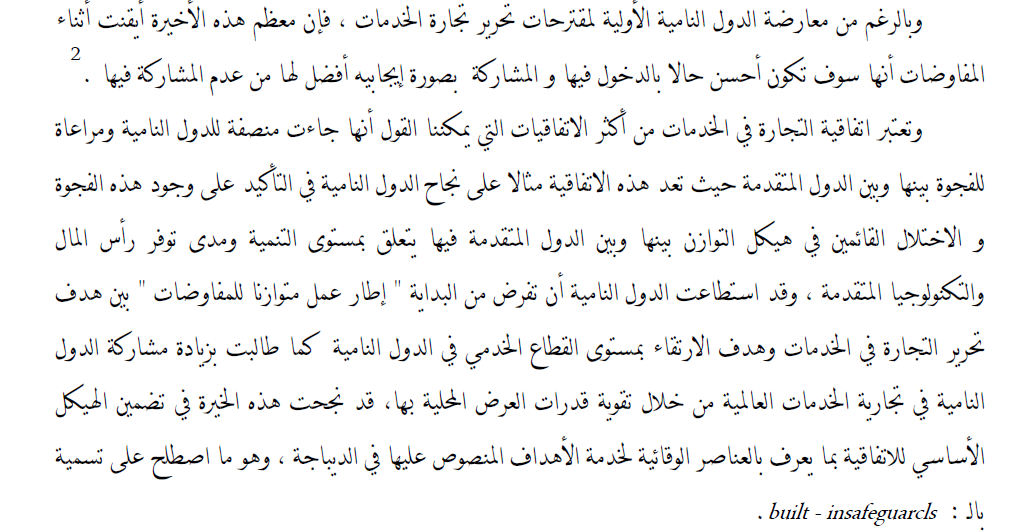 وبالرغم من معارضة الدول النامية الأولية لمقترحات تحرير تجارة الخدمات ، فإن معظم هذه الأخيرة أيقنت أثناء
المفاوضات أنها سوف تكون أحسن حالا بالدخول فيها و المشاركة بصورة إيجابيه أفضل لها من عدم المشاركة فيها .2
وتعتبر اتفاقية التجارة في الخدمات من أكثر الاتفاقيات التي يمكننا القول أنها جاءت منصفة للدول النامية ومراعاة
للفجوة بينها وبين الدول المتقدمة حيث تعد هذه الاتفاقية مثالا على نجاح الدول النامية في التأكيد على وجود هذه الفجوة
و الاختلال القائمين في هيكل التوازن بينها وبين الدول المتقدمة فيها يتعلق بمستوى التنمية ومدى توفر رأس المال
والتكنولوجيا المتقدمة ، وقد استطاعت الدول النامية أن تفرض من البداية " إطار عمل متوازنا للمفاوضات " بين هدف
تحرير التجارة في الخدمات وهدف الارتقاء بمستوى القطاع الخدمي في الدول النامية كما طالبت بزيادة مشاركة الدول
النامية في تجارية الخدمات العالمية من خلال تقوية قدرات العرض المحلية بها، قد نجحت هذه الخيرة في تضمين الهيكل
الأساسي للاتفاقية بما يعرف بالعناصر الوقائية لخدمة الأهداف المنصوص عليها في الديباجة ، وهو ما اصطلح على تسمية
بالـ : built - insafeguarcls .